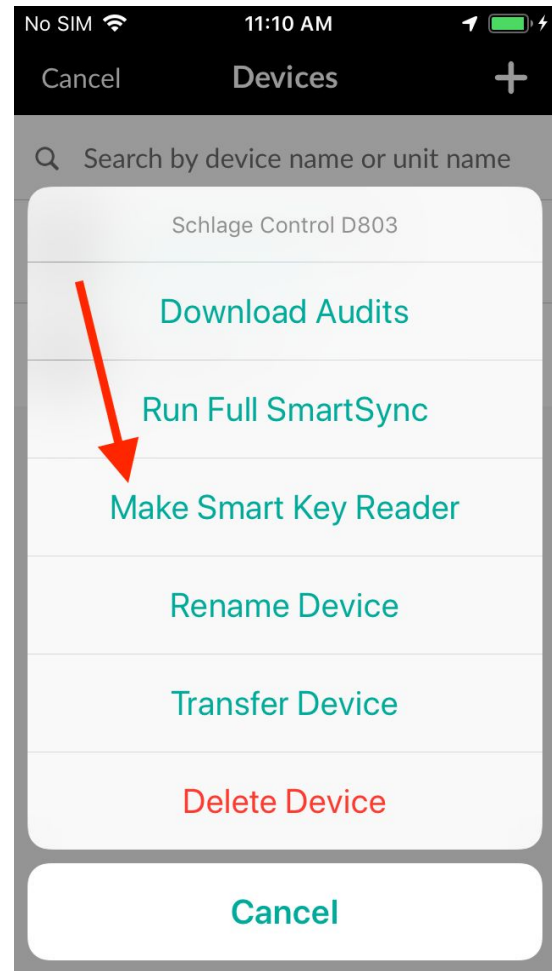 No SIM 11:10 AM
Cancel Devices +
Search by device name or unit name
Schlage Control D803
Download Audits
Run Full SmartSync
Make Smart Key Reader
Rename Device
Transfer Device
Delete Device
Cancel